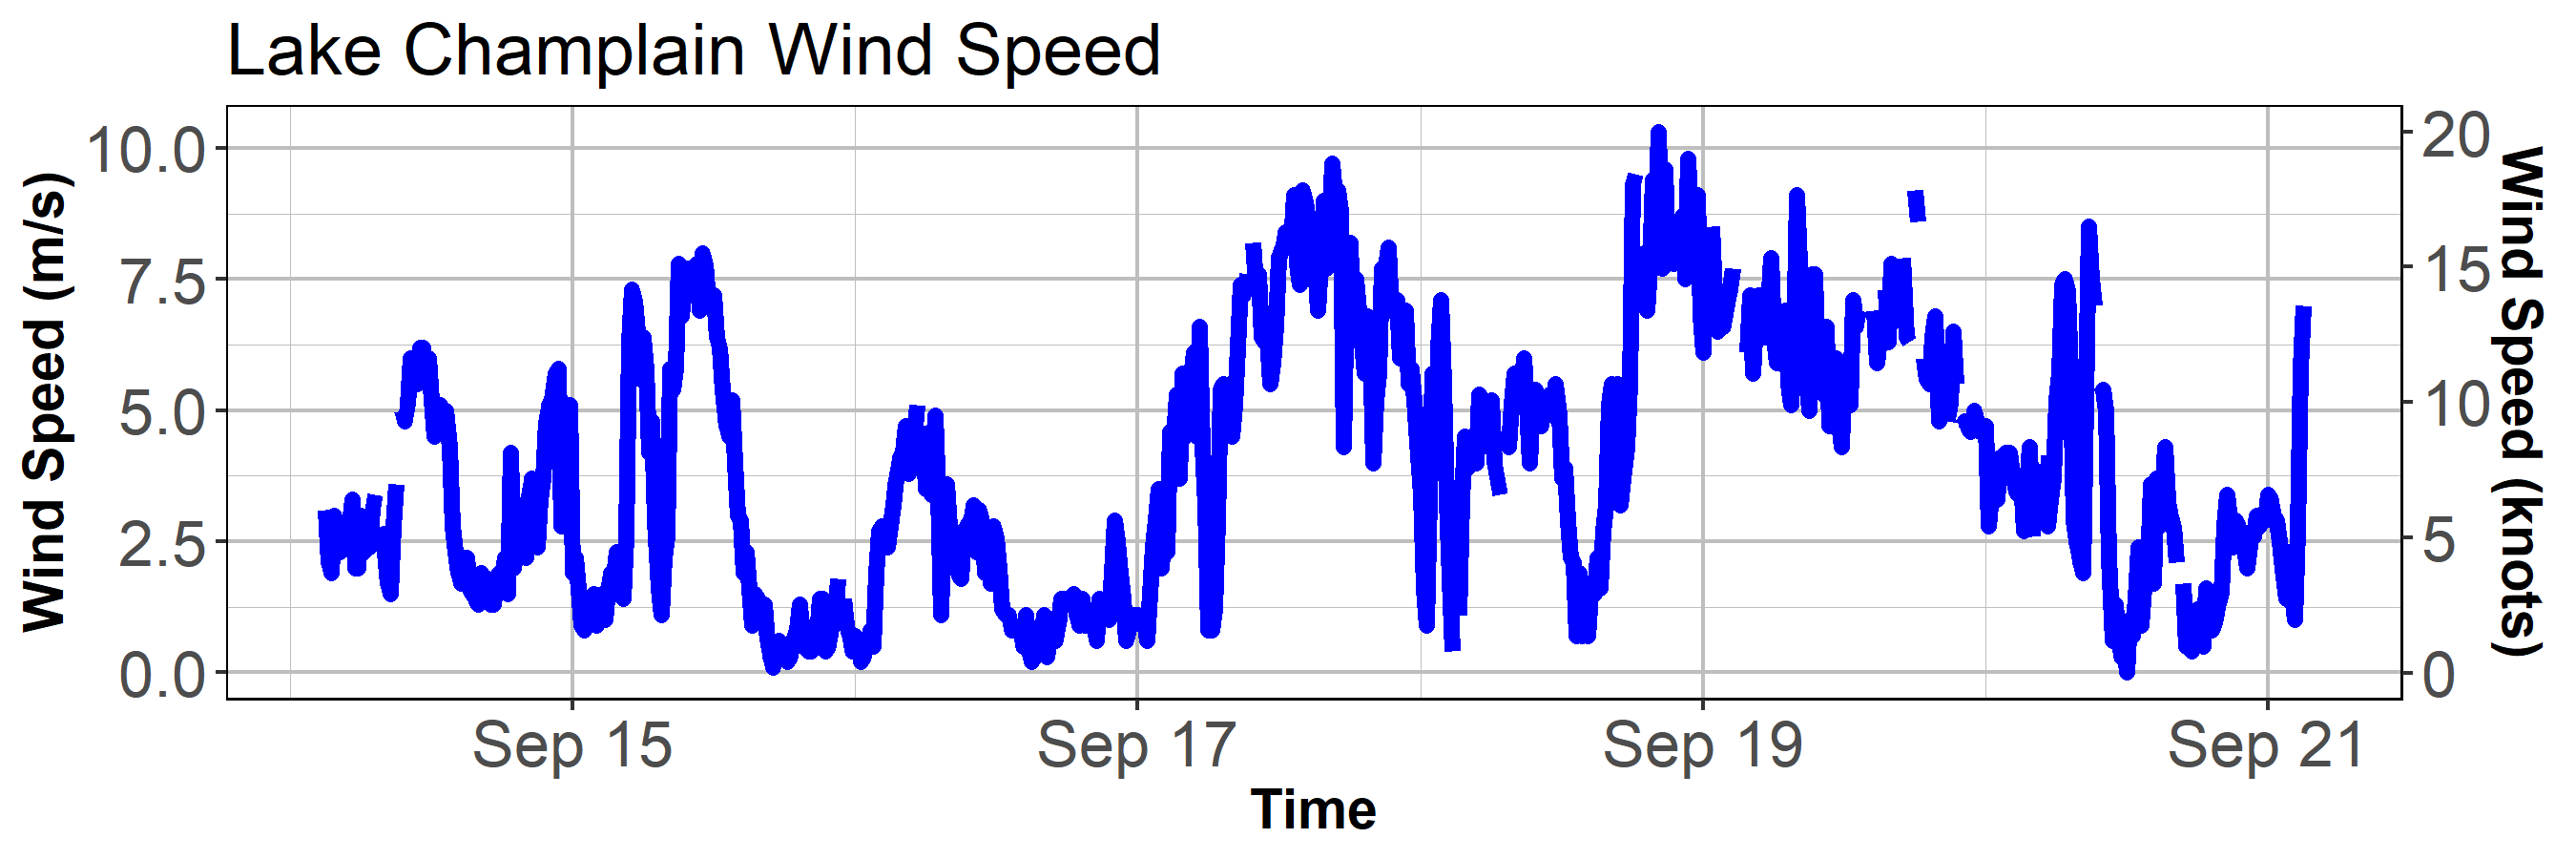 Lake Champlain Wind Speed
Wind Speed (m/s)
10.0
7.5
5.0
2.5
0.0
20
15
10
5
0
Wind Speed (knots)
Sep 15
Sep 17
Sep 19
Sep 21
Time